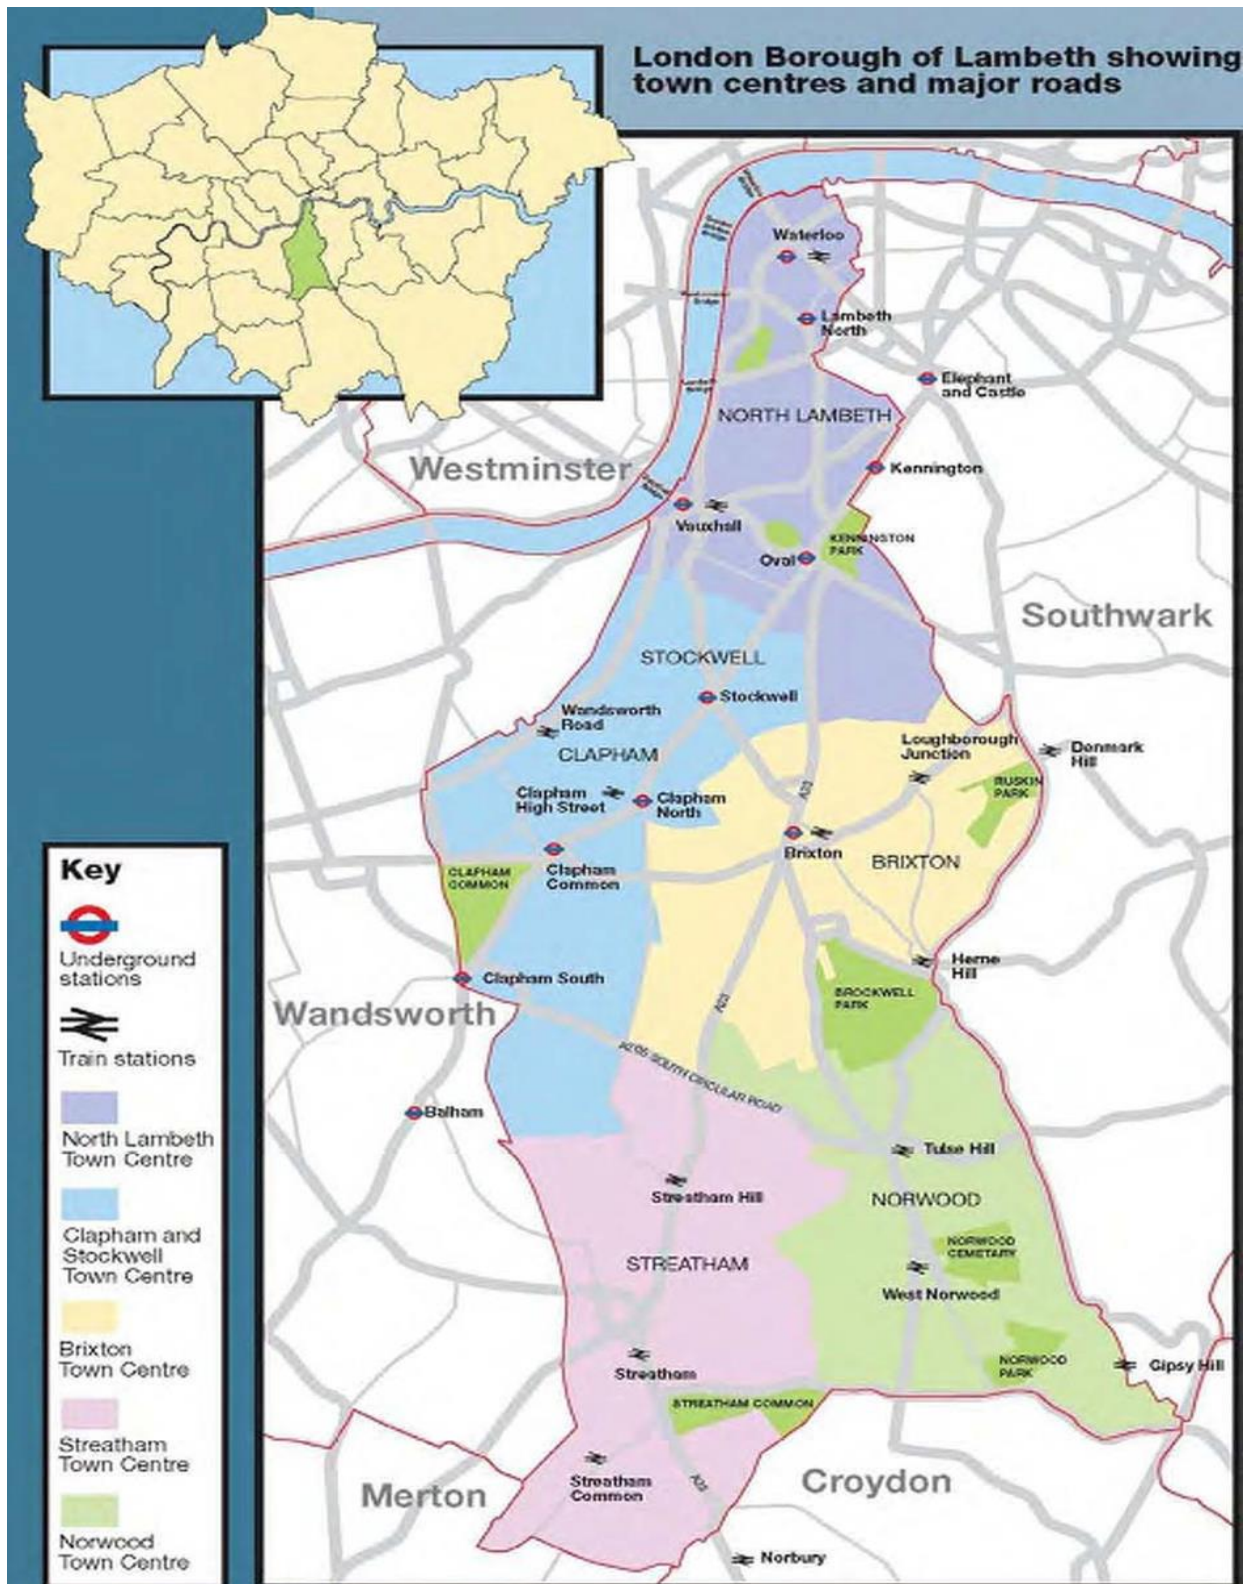 London Borough of Lambeth showing
town centres and major roads
Waterloo
Lambeth
North
Elephant
and Castle
NORTH LAMBETH
Westminster
Kennington
Vauxhall
KENNINGTON
PARK
Oval
Southwark
STOCKWELL
Stockwell
Wandsworth
Road
Loughborough
Junction
Denmark
Hill
CLAPHAM
RUSKIN
PARK
A23
Clapham
High Street
Clapham
North
Brixton
BRIXTON
CLAPHAM
COMMON
Clapham
Common
Herne
Hill
Clapham South
BROCKWELL
PARK
A23
Wandsworth
A205 SOUTH CIRCULAR ROAD
Balham
Tulse Hill
Streatham Hill
NORWOOD
NORWOOD
CEMETARY
STREATHAM
West Norwood
NORWOOD
PARK
Gipsy Hill
Streatham
STREATHAM COMMON
Merton
Streatham
Common
A23
Croydon
Norbury
Key
Underground
stations
Train stations
North Lambeth
Town Centre
Clapham and
Stockwell
Town Centre
Brixton
Town Centre
Streatham
Town Centre
Norwood
Town Centre